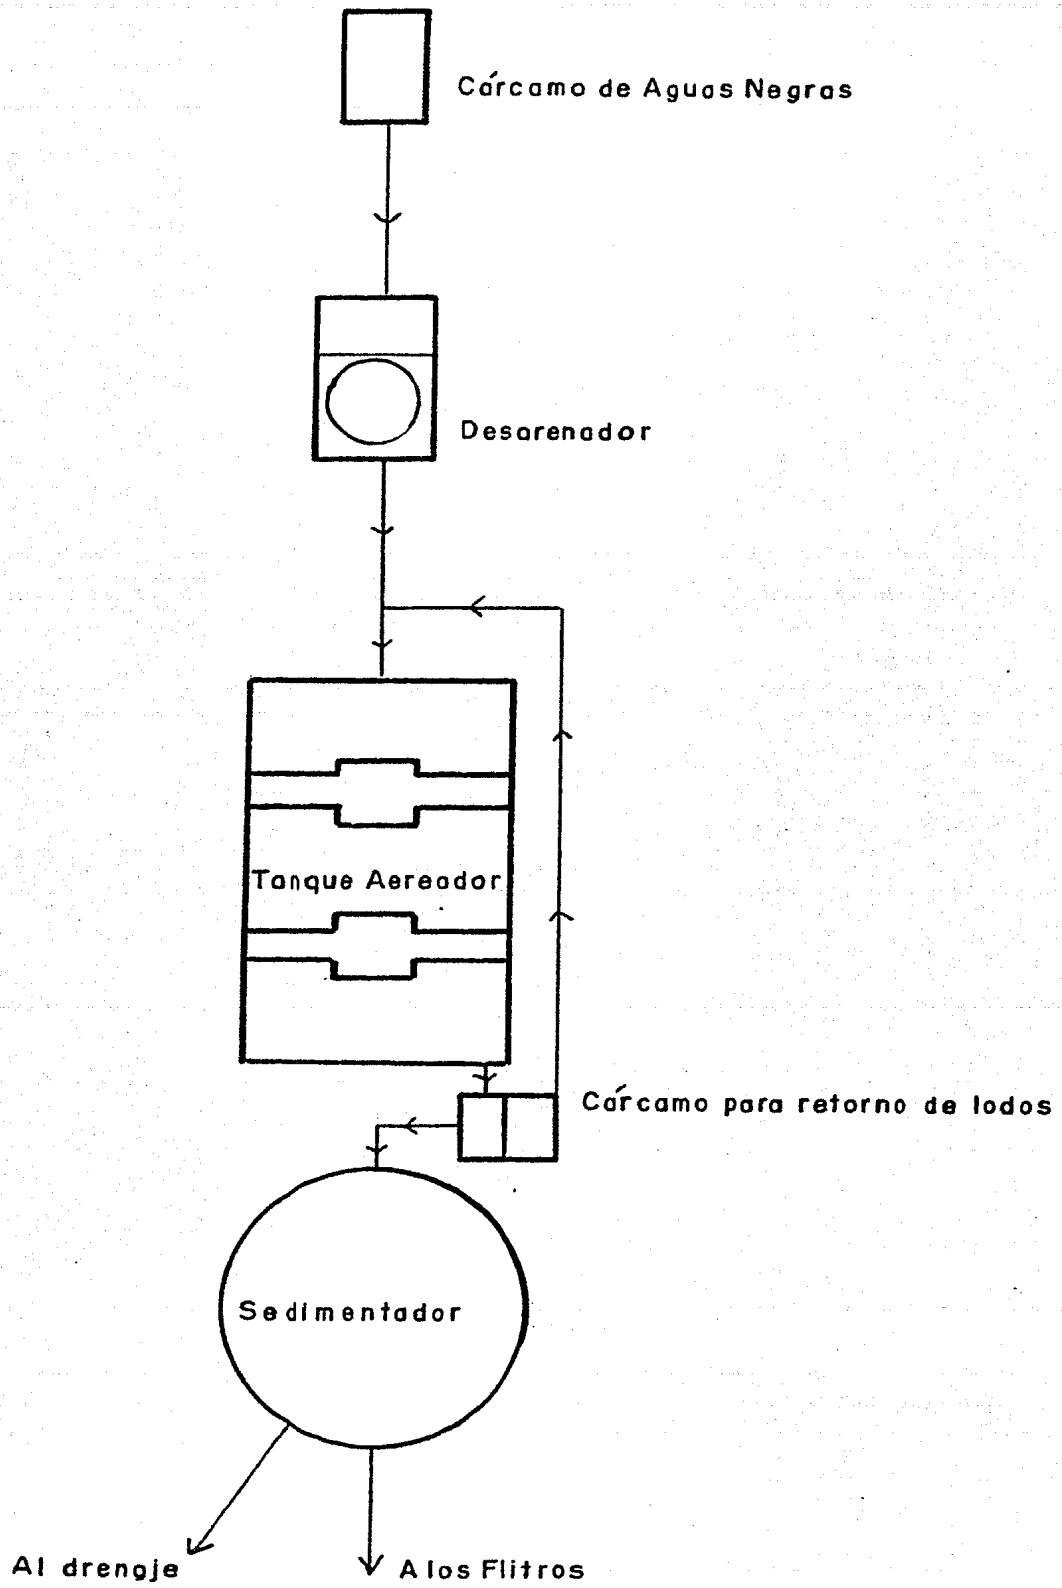 Cárcamo de Aguas Negras
Desarenador
Tanque Aereador
Cárcamo para retorno de lodos
Sedimentador
Al drenaje
A los Flitros